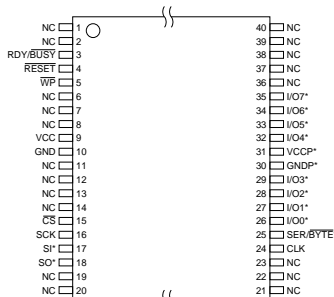 NC 1 40 NC
NC 2 39 NC
RDY/BUSY 3 38 NC
RESET 4 37 NC
WP 5 36 NC
NC 6 35 I/O7*
NC 7 34 I/O6*
NC 8 33 I/O5*
VCC 9 32 I/O4*
GND 10 31 VCCP*
NC 11 30 GNDP*
NC 12 29 I/O3*
NC 13 28 I/O2*
NC 14 27 I/O1*
CS 15 26 I/O0*
SCK 16 25 SER/BYTE
SI* 17 24 CLK
SO* 18 23 NC
NC 19 22 NC
NC 20 21 NC